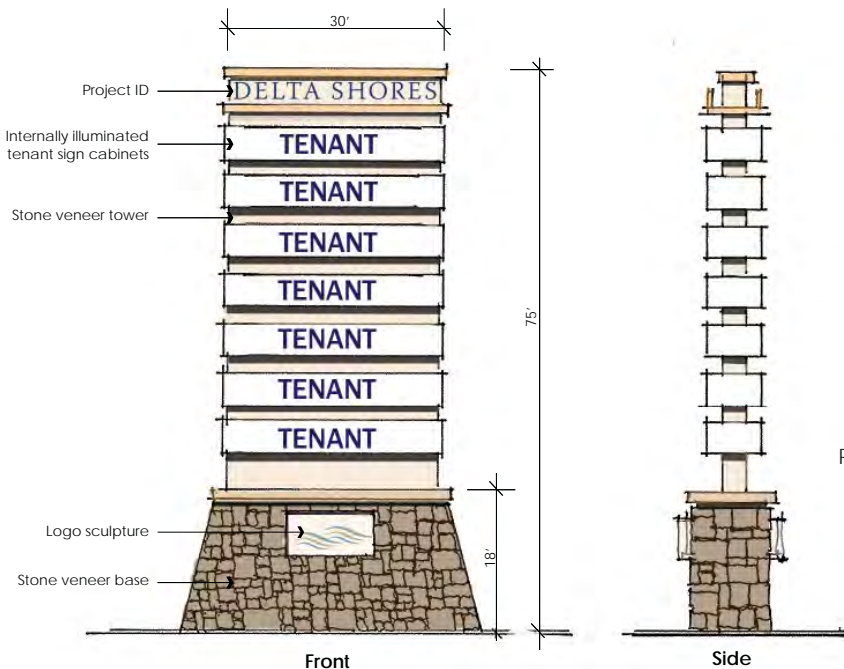 30'
Project ID
DELTA SHORES
Internally illuminated
tenant sign cabinets
TENANT
TENANT
Stone veneer tower
TENANT
TENANT
TENANT
TENANT
TENANT
75'
Logo sculpture
18'
Stone veneer base
Front
Side